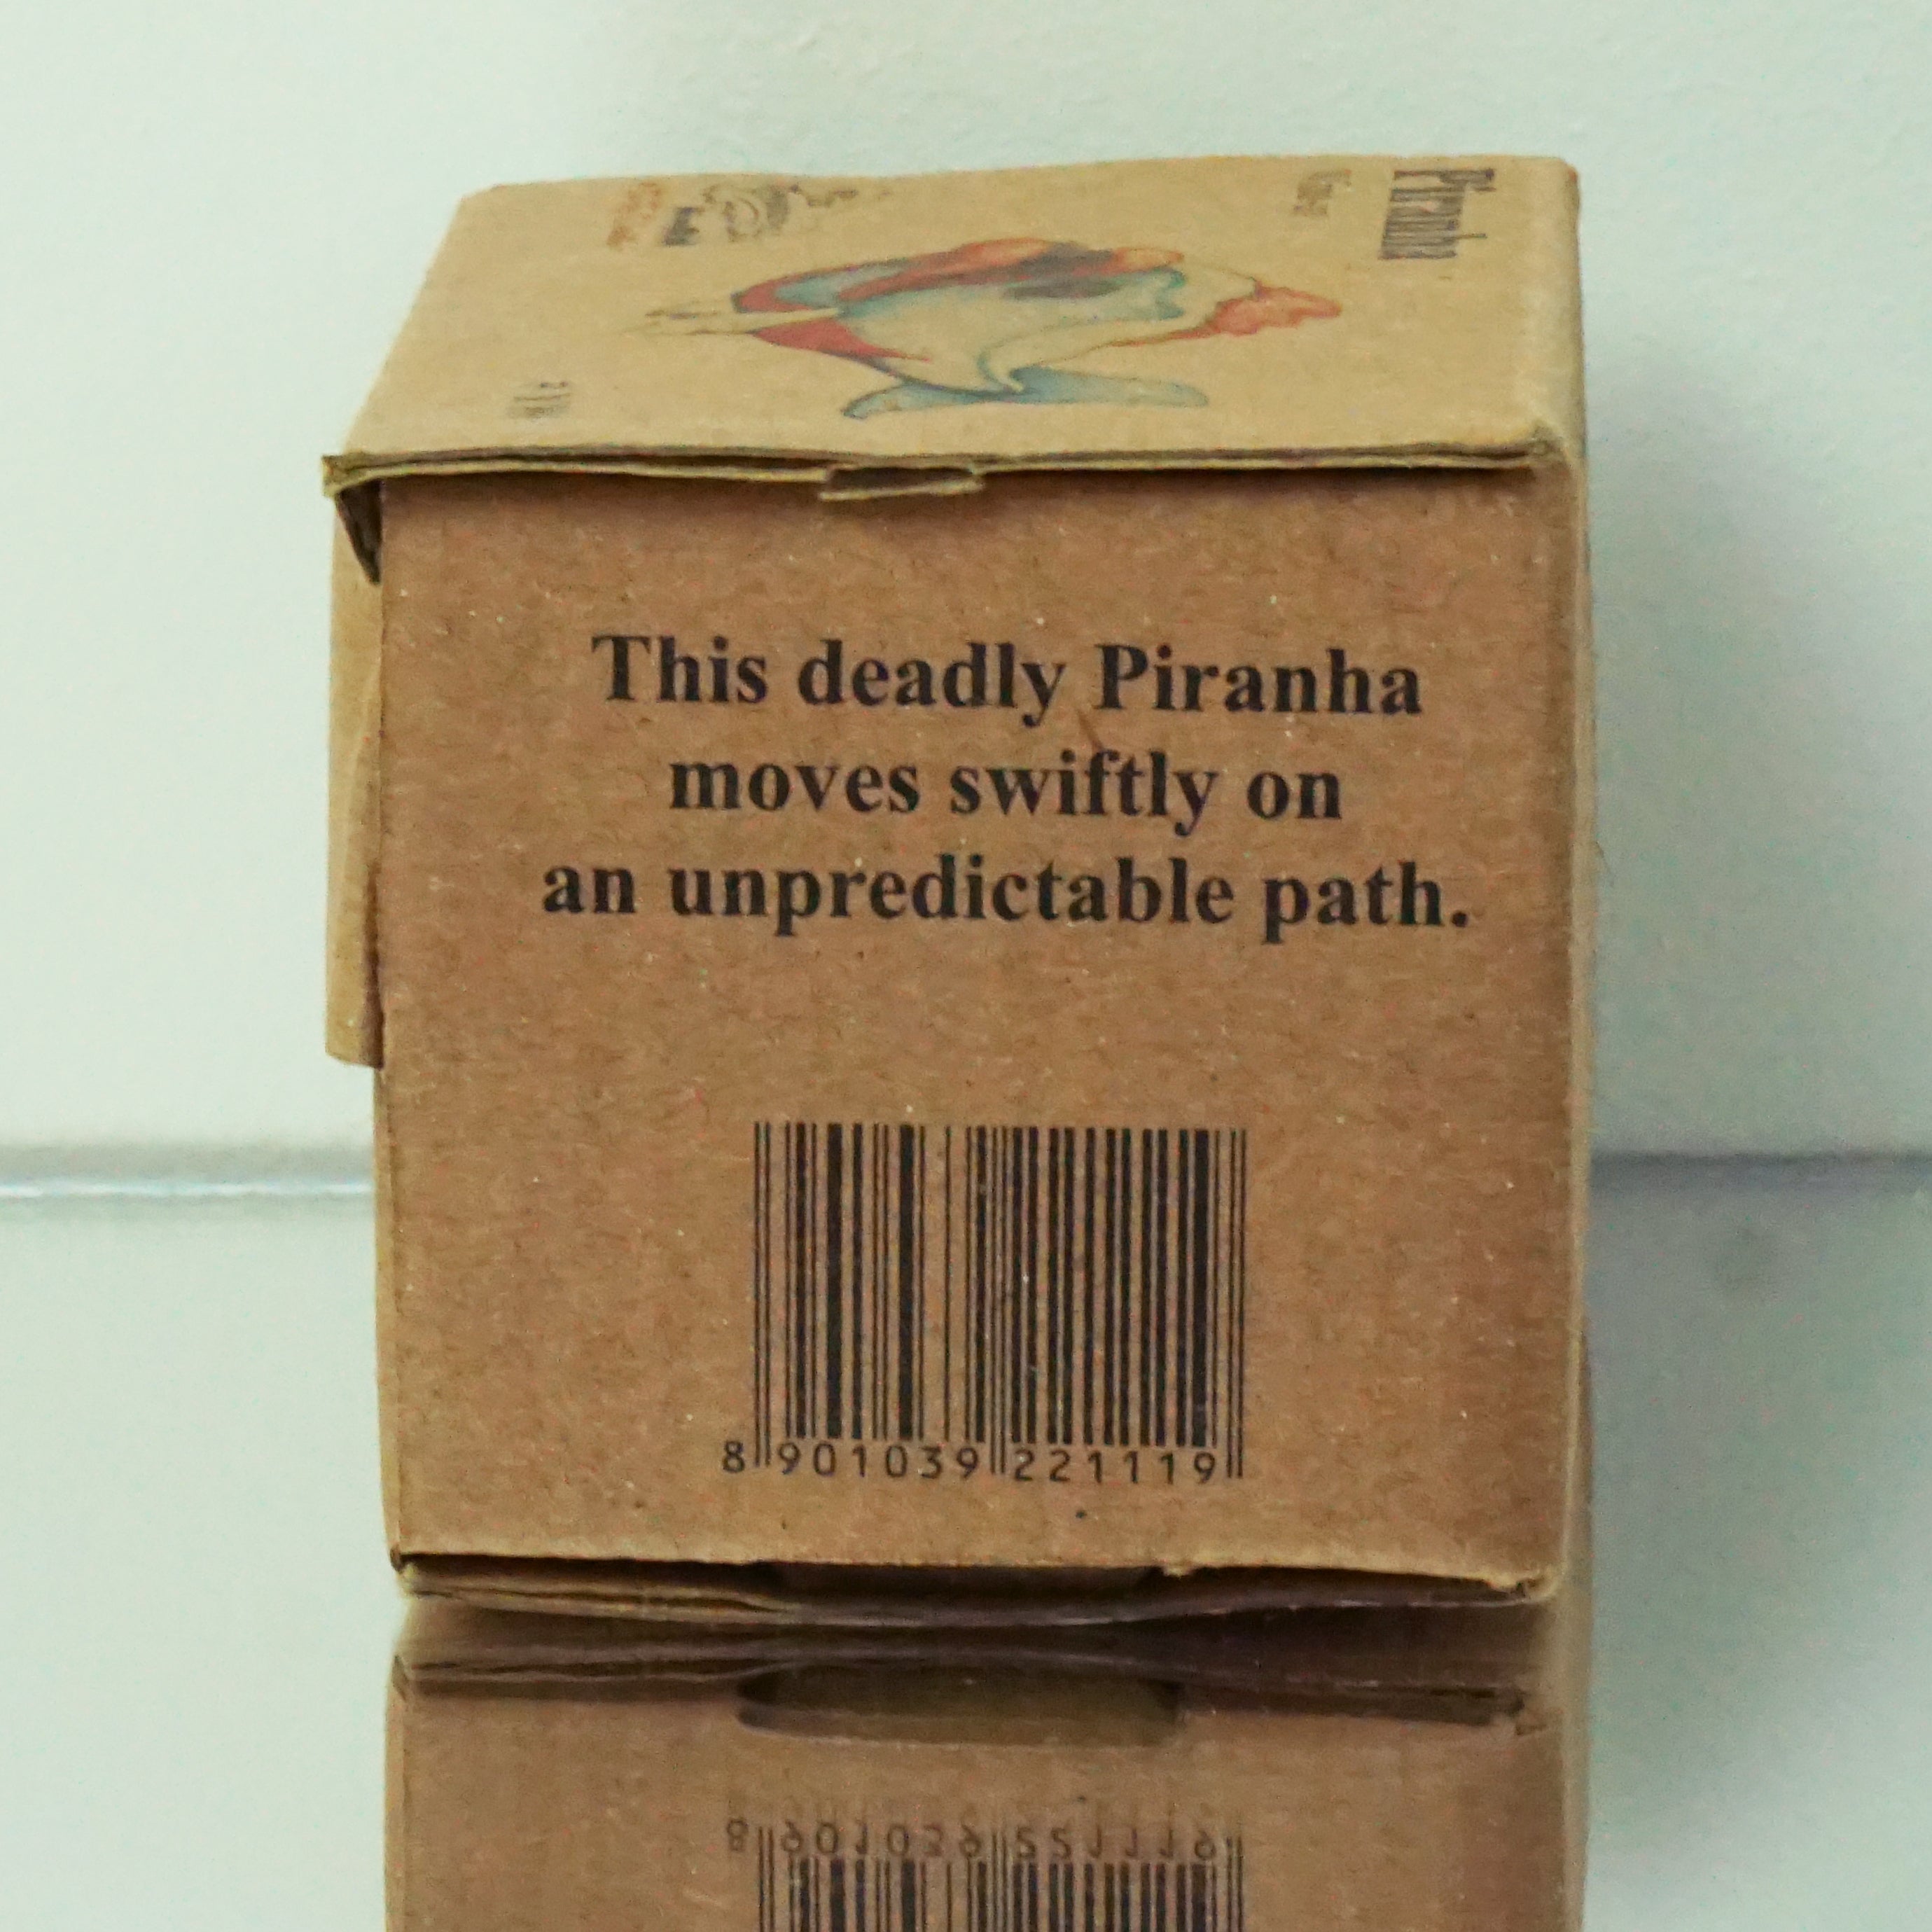 Piranha
This deadly Piranha
moves swiftly on
an unpredictable path.
8 901039 221119